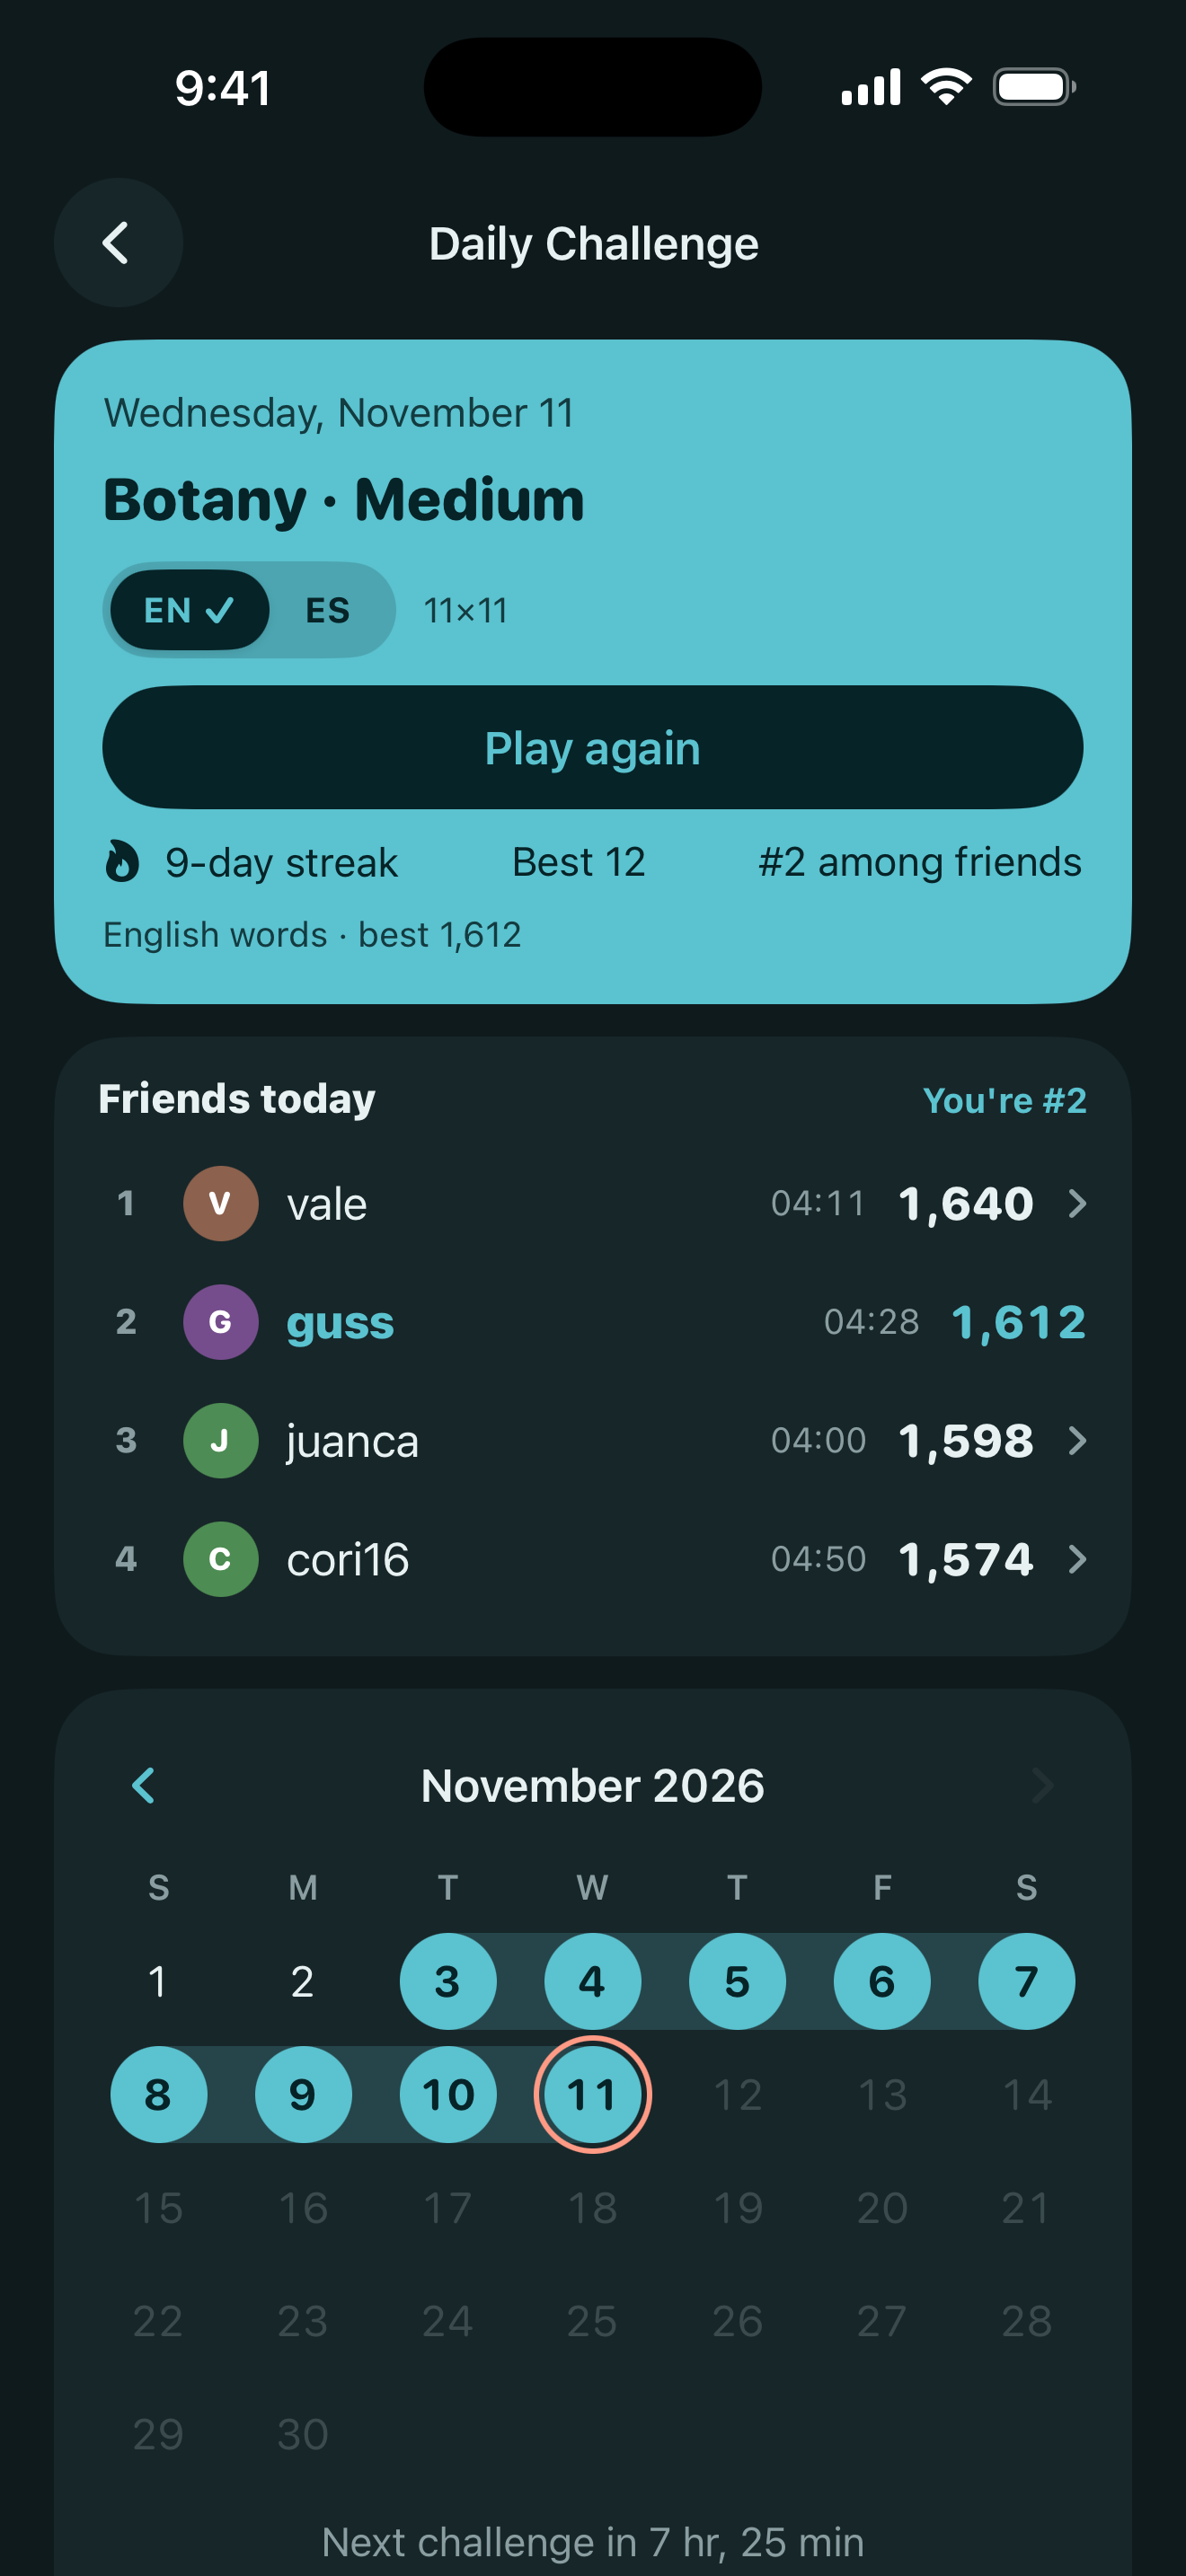 9:41
Daily Challenge
Wednesday, November 11
Botany · Medium
EN ✓ ES 11×11
Play again
9-day streak Best 12 #2 among friends
English words · best 1,612
Friends today You're #2
1 V vale 04:11 1,640
2 G guss 04:28 1,612
3 J juanca 04:00 1,598
4 C cori16 04:50 1,574
November 2026
S M T W T F S
1 2 3 4 5 6 7
8 9 10 11 12 13 14
15 16 17 18 19 20 21
22 23 24 25 26 27 28
29 30
Next challenge in 7 hr, 25 min